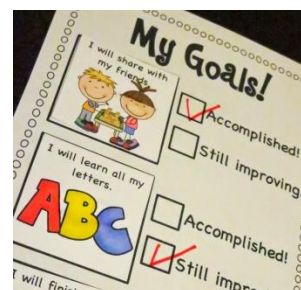 My Goals!
I will share with
my friends.
Accomplished!
Still improving.
I will learn all my
letters.
ABC
Accomplished!
Still impro
I will fini